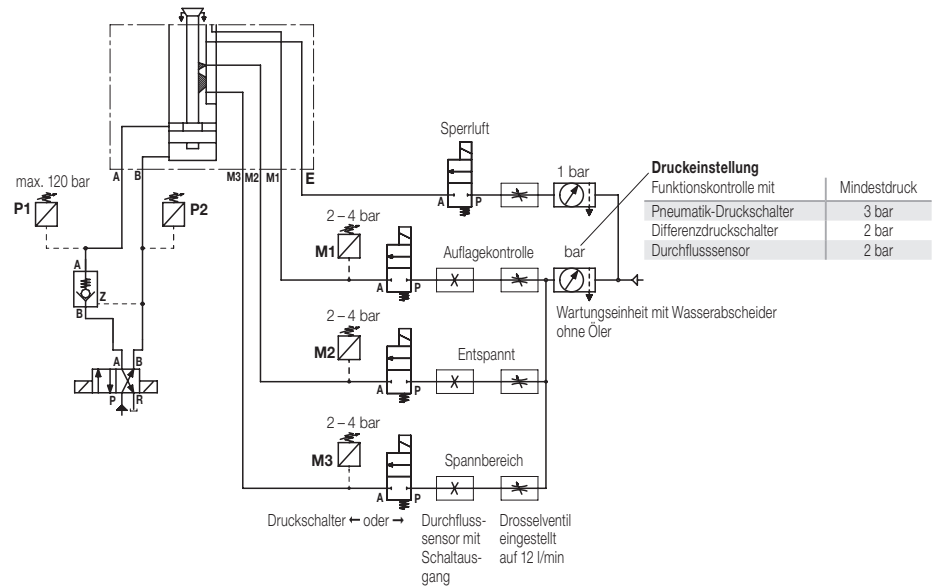 Sperrluft
A
B
M3
M2
M1
E
max. 120 bar
P1
P2
A
P
1 bar
Druckeinstellung
Funktionskontrolle mit Mindestdruck
Pneumatik-Druckschalter 3 bar
Differenzdruckschalter 2 bar
Durchflusssensor 2 bar
2 – 4 bar
M1
Auflagekontrolle
bar
A
P
A
Z
B
Wartungseinheit mit Wasserabscheider
ohne Öler
2 – 4 bar
M2
Entspannt
A
P
A
B
P
R
2 – 4 bar
M3
Spannbereich
A
P
Druckschalter ← oder →
Durchfluss-
sensor mit
Schaltaus-
gang
Drosselventil
eingestellt
auf 12 l/min